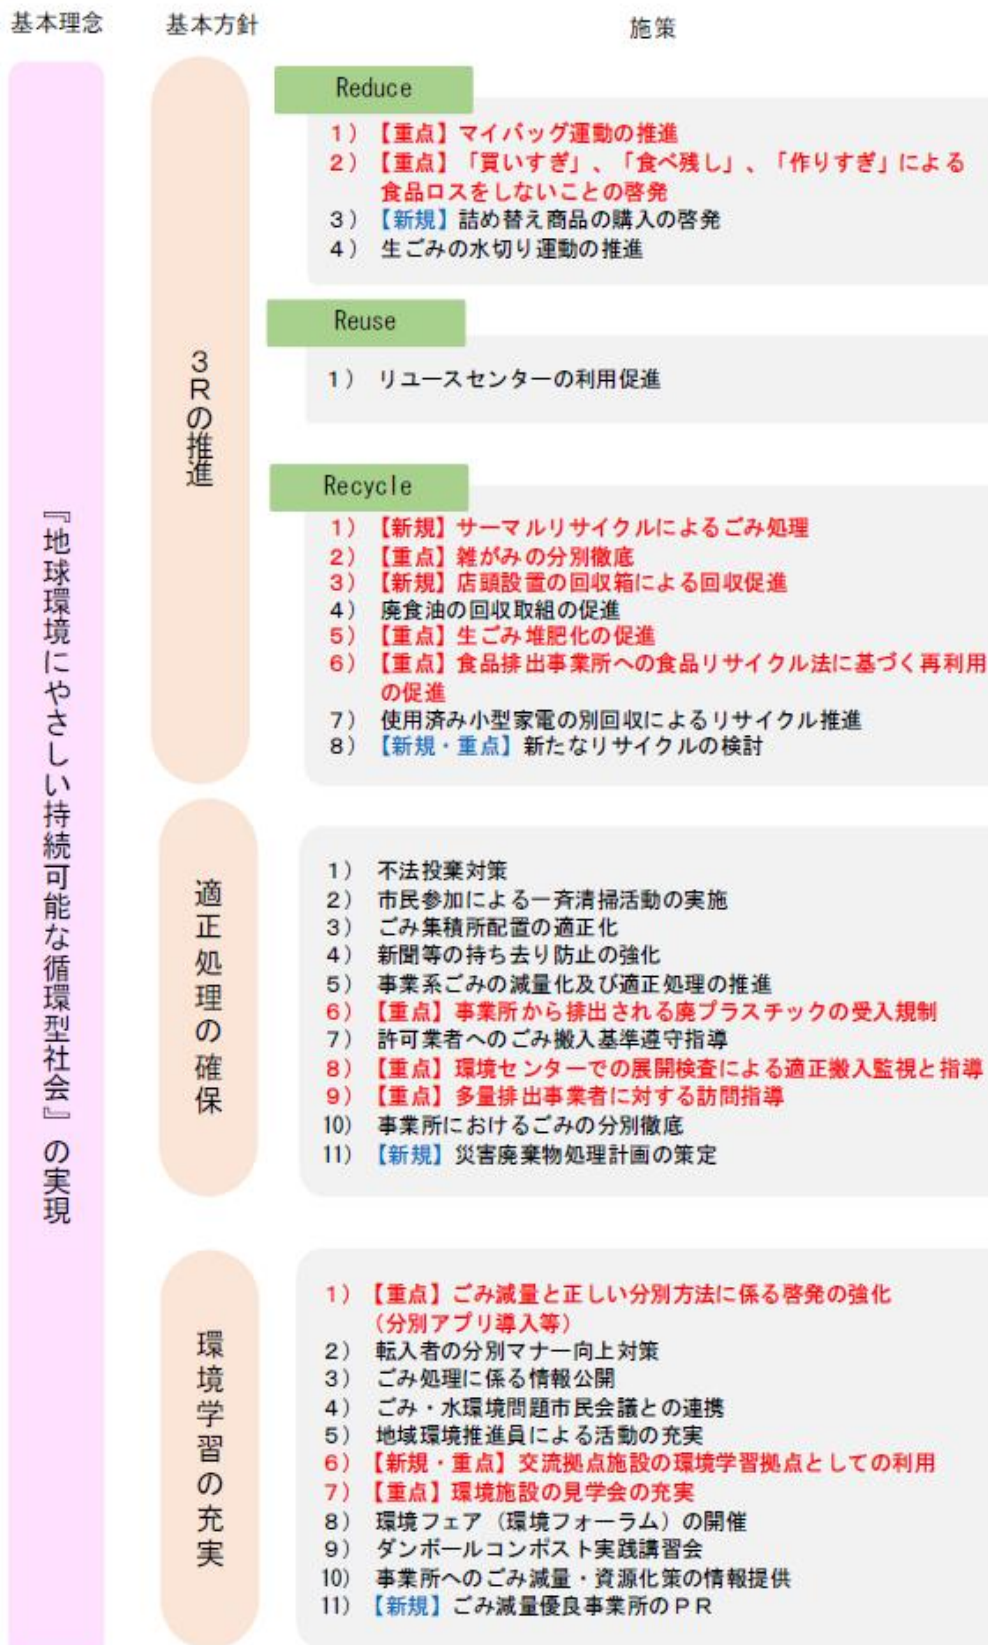 基本理念
基本方針
施策
『地球環境にやさしい持続可能な循環型社会』の実現
3Rの推進
Reduce
1）【重点】マイバッグ運動の推進
2）【重点】「買いすぎ」、「食べ残し」、「作りすぎ」による
食品ロスをしないことの啓発
3）【新規】詰め替え商品の購入の啓発
4） 生ごみの水切り運動の推進
Reuse
1） リユースセンターの利用促進
Recycle
1）【新規】サーマルリサイクルによるごみ処理
2）【重点】雑がみの分別徹底
3）【新規】店頭設置の回収箱による回収促進
4） 廃食油の回収取組の促進
5）【重点】生ごみ堆肥化の促進
6）【重点】食品排出事業所への食品リサイクル法に基づく再利用
の促進
7） 使用済み小型家電の別回収によるリサイクル推進
8）【新規・重点】新たなリサイクルの検討
適正処理の確保
1） 不法投棄対策
2） 市民参加による一斉清掃活動の実施
3） ごみ集積所配置の適正化
4） 新聞等の持ち去り防止の強化
5） 事業系ごみの減量化及び適正処理の推進
6）【重点】事業所から排出される廃プラスチックの受入規制
7） 許可業者へのごみ搬入基準遵守指導
8）【重点】環境センターでの展開検査による適正搬入監視と指導
9）【重点】多量排出事業者に対する訪問指導
10） 事業所におけるごみの分別徹底
11）【新規】災害廃棄物処理計画の策定
環境学習の充実
1）【重点】ごみ減量と正しい分別方法に係る啓発の強化
（分別アプリ導入等）
2） 転入者の分別マナー向上対策
3） ごみ処理に係る情報公開
4） ごみ・水環境問題市民会議との連携
5） 地域環境推進員による活動の充実
6）【新規・重点】交流拠点施設の環境学習拠点としての利用
7）【重点】環境施設の見学会の充実
8） 環境フェア（環境フォーラム）の開催
9） ダンボールコンポスト実践講習会
10） 事業所へのごみ減量・資源化策の情報提供
11）【新規】ごみ減量優良事業所のＰＲ